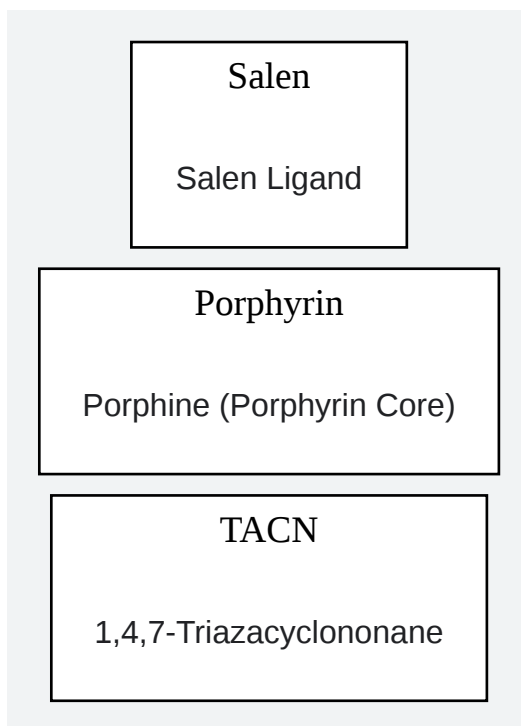 Salen
Salen Ligand
Porphyrin
Porphine (Porphyrin Core)
TACN
1,4,7-Triazacyclononane